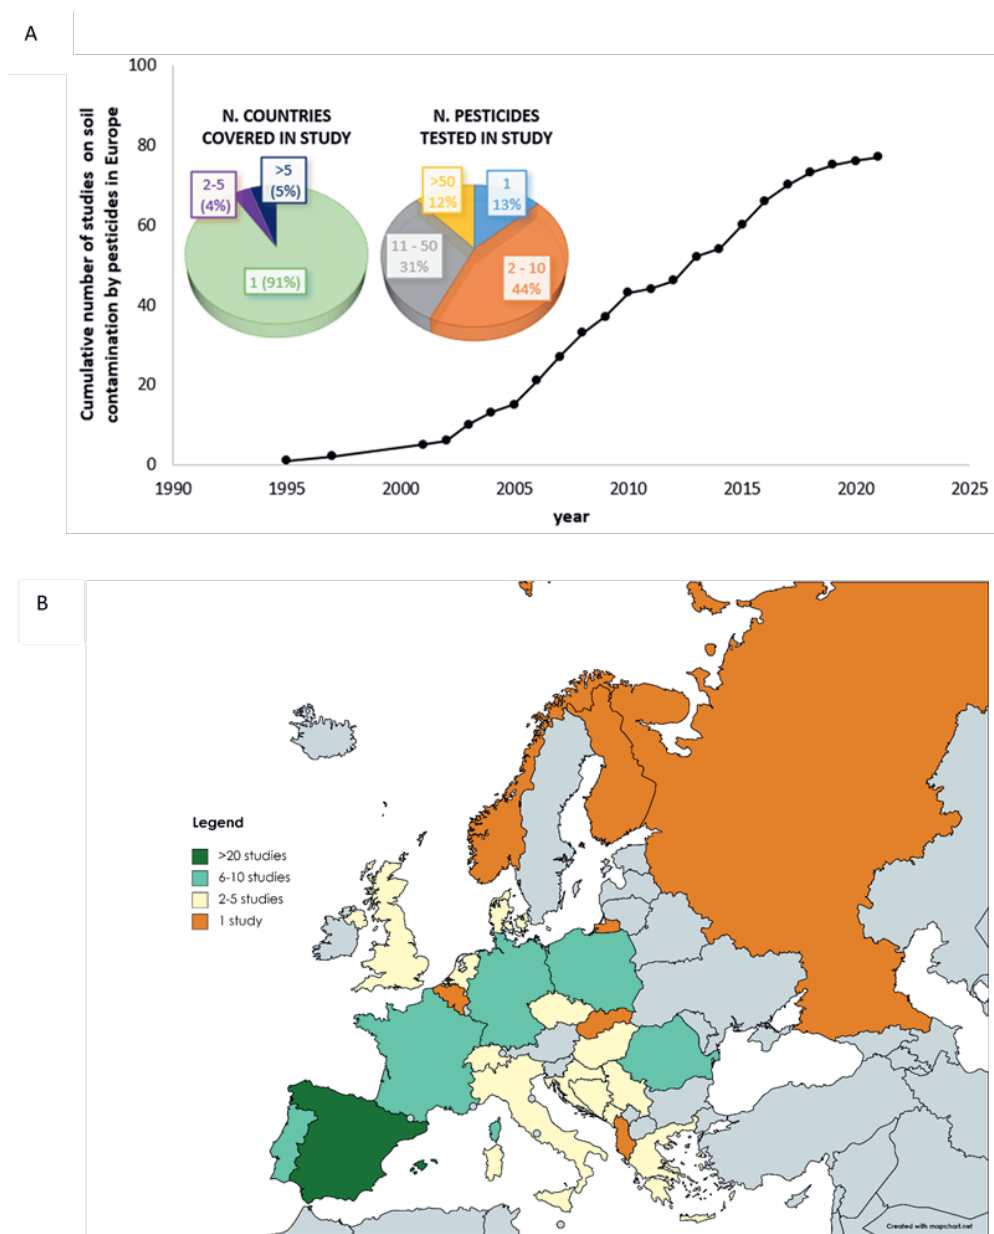 A
Cumulative number of studies on soil
contamination by pesticides in Europe
100
80
60
40
20
0
N. COUNTRIES
COVERED IN STUDY
2-5
(4%)
>5
(5%)
1 (91%)
N. PESTICIDES
TESTED IN STUDY
>50
12%
1
13%
11 - 50
31%
2 - 10
44%
1990
1995
2000
2005
2010
2015
2020
2025
year
B
Legend
>20 studies
6-10 studies
2-5 studies
1 study
Created with mapchart.net